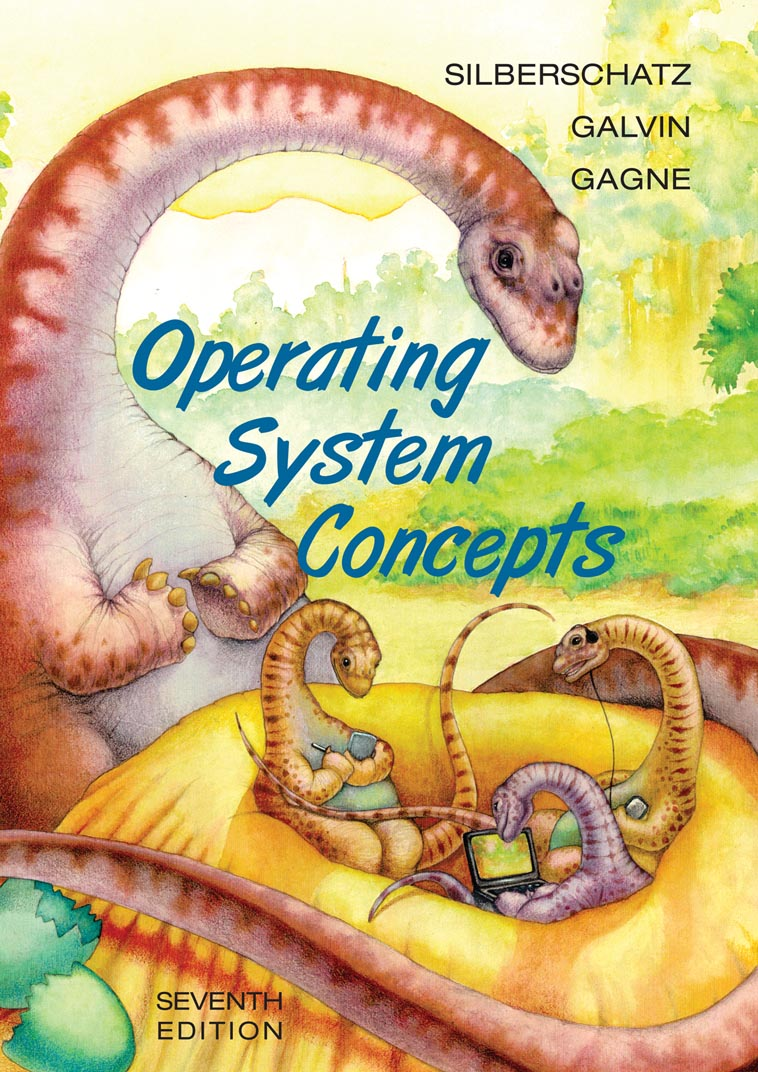 SILBERSCHATZ
GALVIN
GAGNE
Operating
System
Concepts
SEVENTH
EDITION